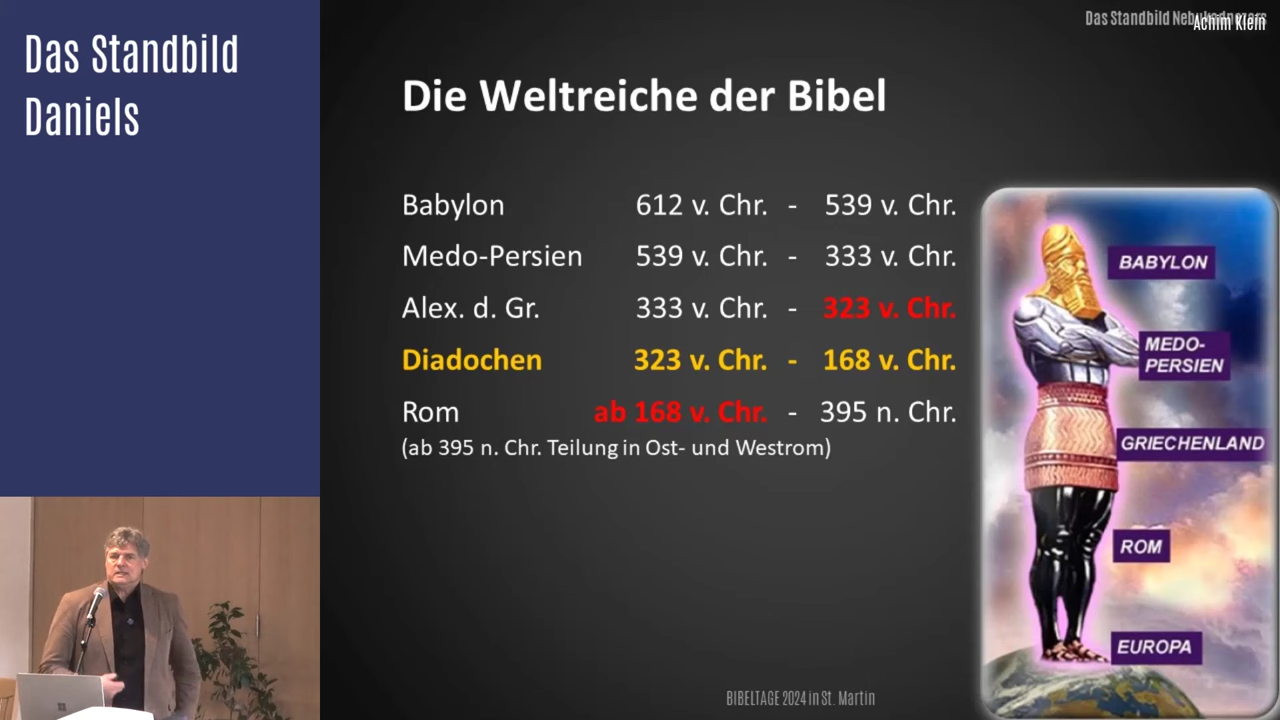 Das Standbild
Daniels
Das Standbild Nebukadnezars
Achim Klein
Die Weltreiche der Bibel
Babylon 612 v. Chr. - 539 v. Chr.
Medo-Persien 539 v. Chr. - 333 v. Chr.
Alex. d. Gr. 333 v. Chr. - 323 v. Chr.
Diadochen 323 v. Chr. - 168 v. Chr.
Rom ab 168 v. Chr. - 395 n. Chr.
(ab 395 n. Chr. Teilung in Ost- und Westrom)
BABYLON
MEDO-
PERSIEN
GRIECHENLAND
ROM
EUROPA
BIBELTAGE 2024 in St. Martin